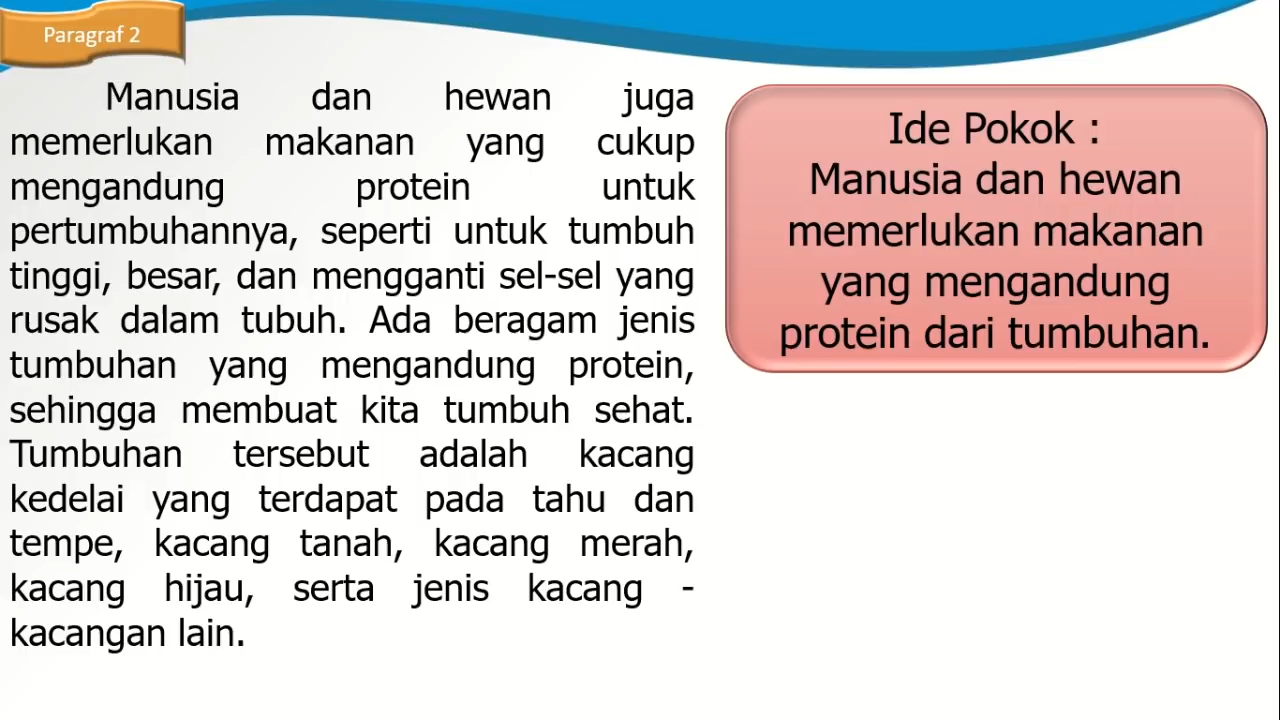 Paragraf 2
Manusia dan hewan juga
memerlukan makanan yang cukup
mengandung protein untuk
pertumbuhannya, seperti untuk tumbuh
tinggi, besar, dan mengganti sel-sel yang
rusak dalam tubuh. Ada beragam jenis
tumbuhan yang mengandung protein,
sehingga membuat kita tumbuh sehat.
Tumbuhan tersebut adalah kacang
kedelai yang terdapat pada tahu dan
tempe, kacang tanah, kacang merah,
kacang hijau, serta jenis kacang -
kacangan lain.
Ide Pokok :
Manusia dan hewan
memerlukan makanan
yang mengandung
protein dari tumbuhan.